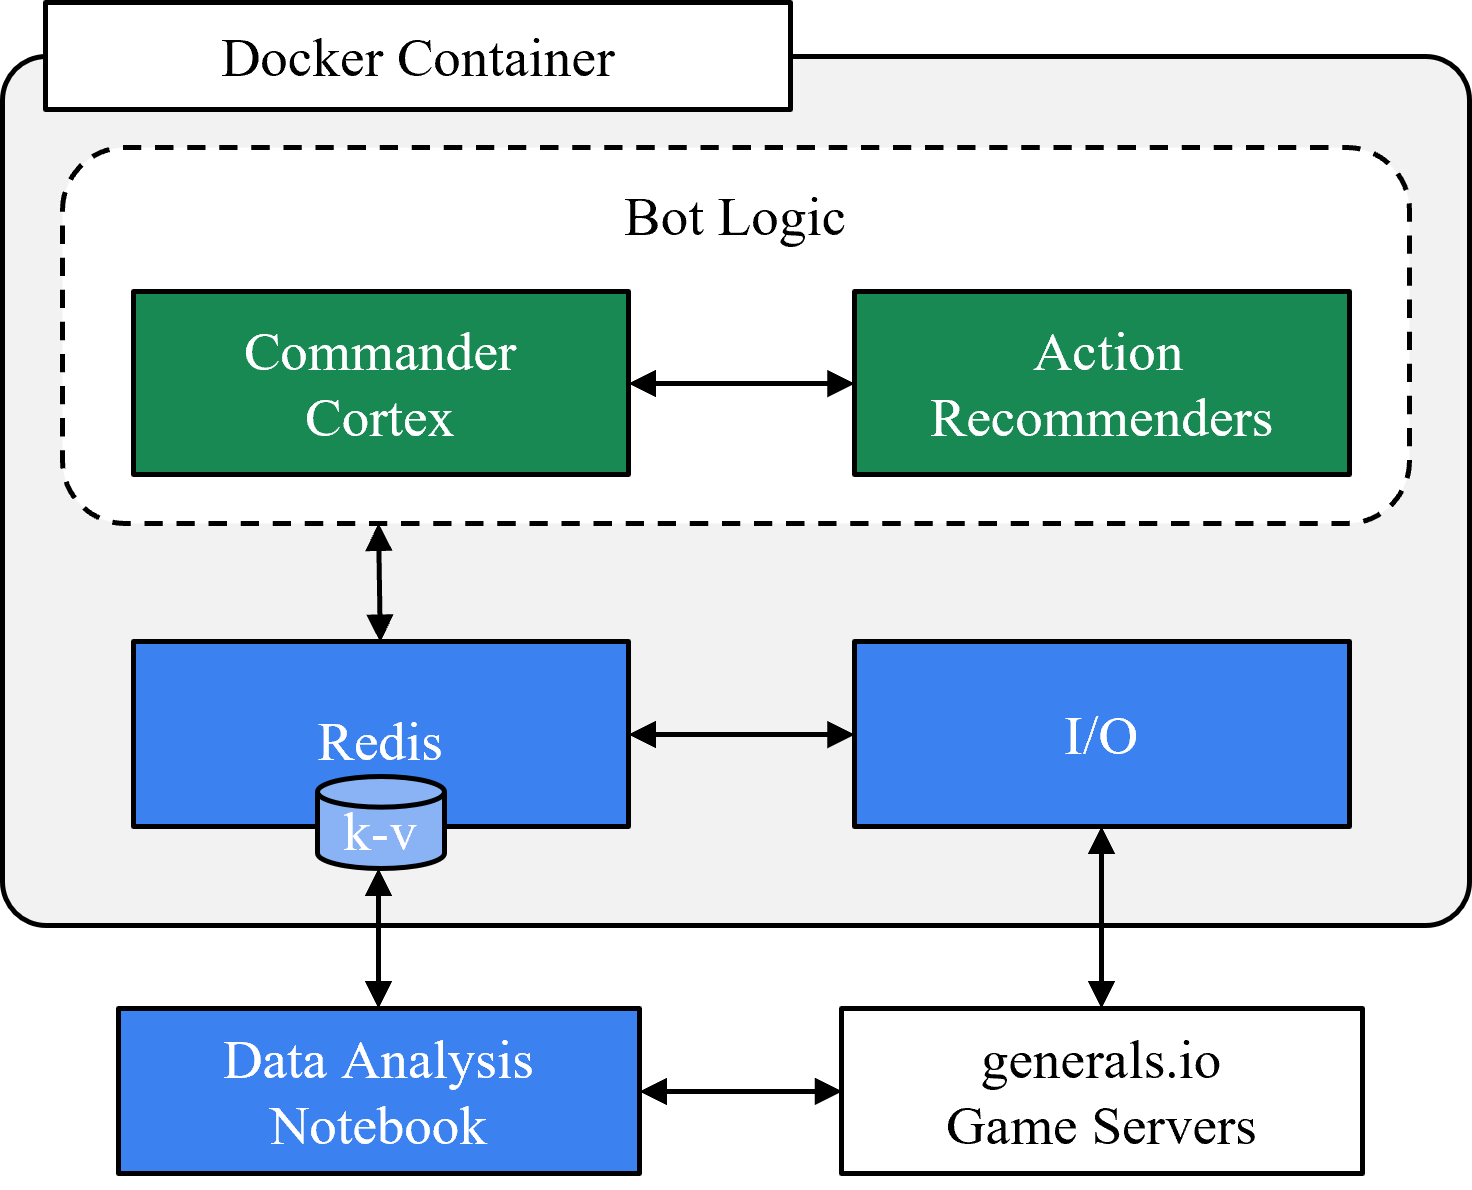 Docker Container
Bot Logic
Commander
Cortex
Action
Recommenders
Redis
k-v
I/O
Data Analysis
Notebook
generals.io
Game Servers